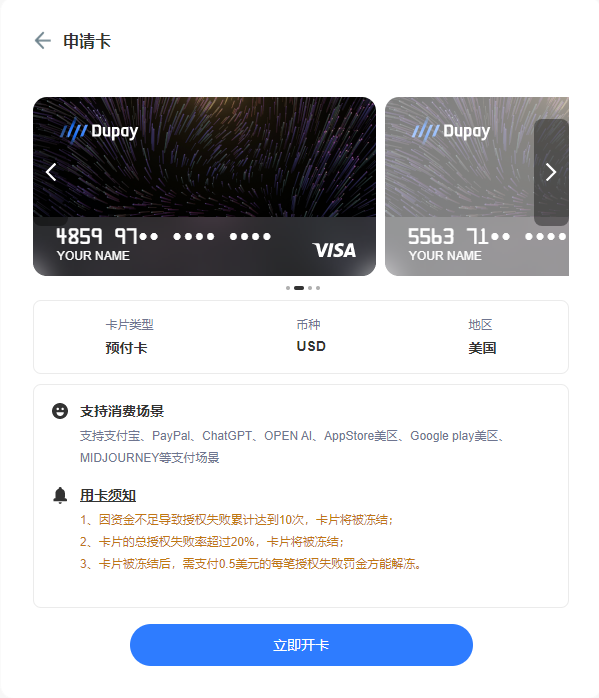 申请卡
Dupay
Dupay
4859 97•• •••• ••••
YOUR NAME
VISA
5563 71•• ••••
YOUR NAME
卡片类型 币种 地区
预付卡 USD 美国
支持消费场景
支持支付宝、PayPal、ChatGPT、OPEN AI、AppStore美区、Google play美区、
MIDJOURNEY等支付场景
用卡须知
1、因资金不足导致授权失败累计达到10次，卡片将被冻结；
2、卡片的总授权失败率超过20%，卡片将被冻结；
3、卡片被冻结后，需支付0.5美元的每笔授权失败罚金方能解冻。
立即开卡